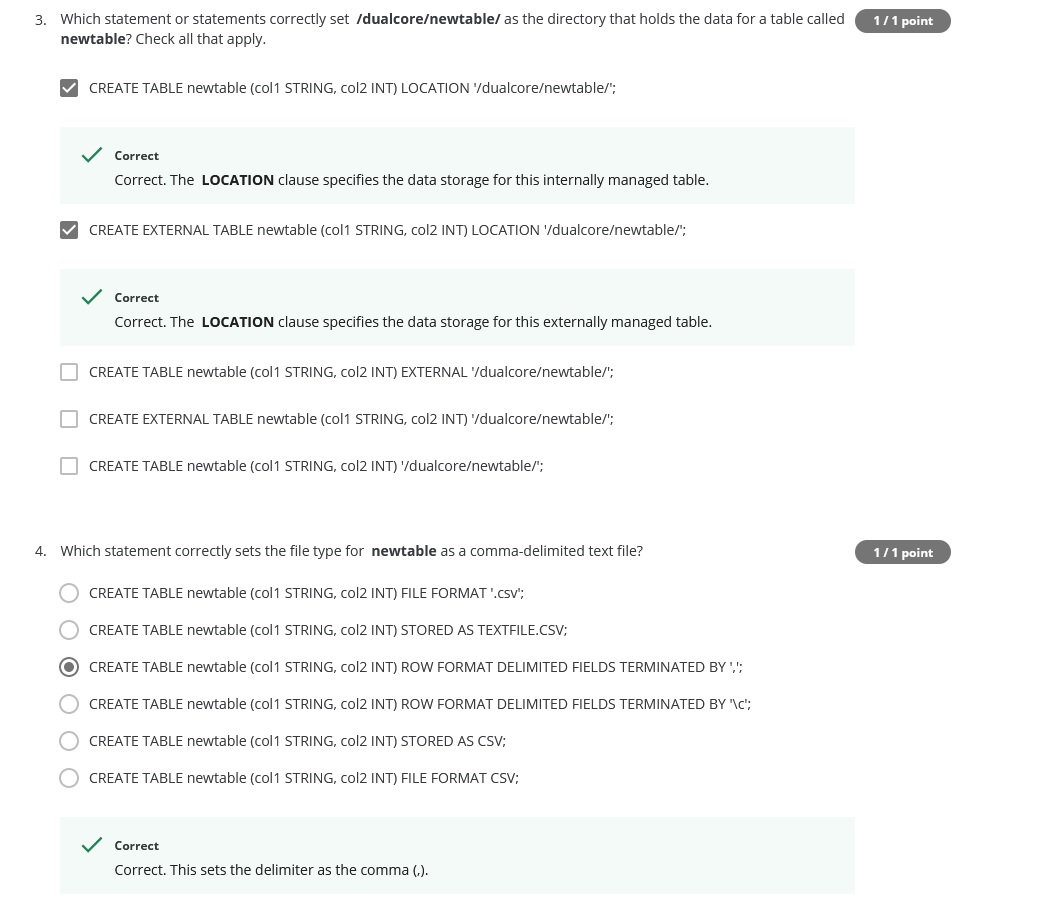 3. Which statement or statements correctly set /dualcore/newtable/ as the directory that holds the data for a table called
1 / 1 point
newtable? Check all that apply.
CREATE TABLE newtable (col1 STRING, col2 INT) LOCATION '/dualcore/newtable/';
Correct
Correct. The LOCATION clause specifies the data storage for this internally managed table.
CREATE EXTERNAL TABLE newtable (col1 STRING, col2 INT) LOCATION '/dualcore/newtable/';
Correct
Correct. The LOCATION clause specifies the data storage for this externally managed table.
CREATE TABLE newtable (col1 STRING, col2 INT) EXTERNAL '/dualcore/newtable/';
CREATE EXTERNAL TABLE newtable (col1 STRING, col2 INT) '/dualcore/newtable/';
CREATE TABLE newtable (col1 STRING, col2 INT) '/dualcore/newtable/';
4. Which statement correctly sets the file type for newtable as a comma-delimited text file?
1 / 1 point
CREATE TABLE newtable (col1 STRING, col2 INT) FILE FORMAT '.csv';
CREATE TABLE newtable (col1 STRING, col2 INT) STORED AS TEXTFILE.CSV;
CREATE TABLE newtable (col1 STRING, col2 INT) ROW FORMAT DELIMITED FIELDS TERMINATED BY ',';
CREATE TABLE newtable (col1 STRING, col2 INT) ROW FORMAT DELIMITED FIELDS TERMINATED BY '\c';
CREATE TABLE newtable (col1 STRING, col2 INT) STORED AS CSV;
CREATE TABLE newtable (col1 STRING, col2 INT) FILE FORMAT CSV;
Correct
Correct. This sets the delimiter as the comma (,).